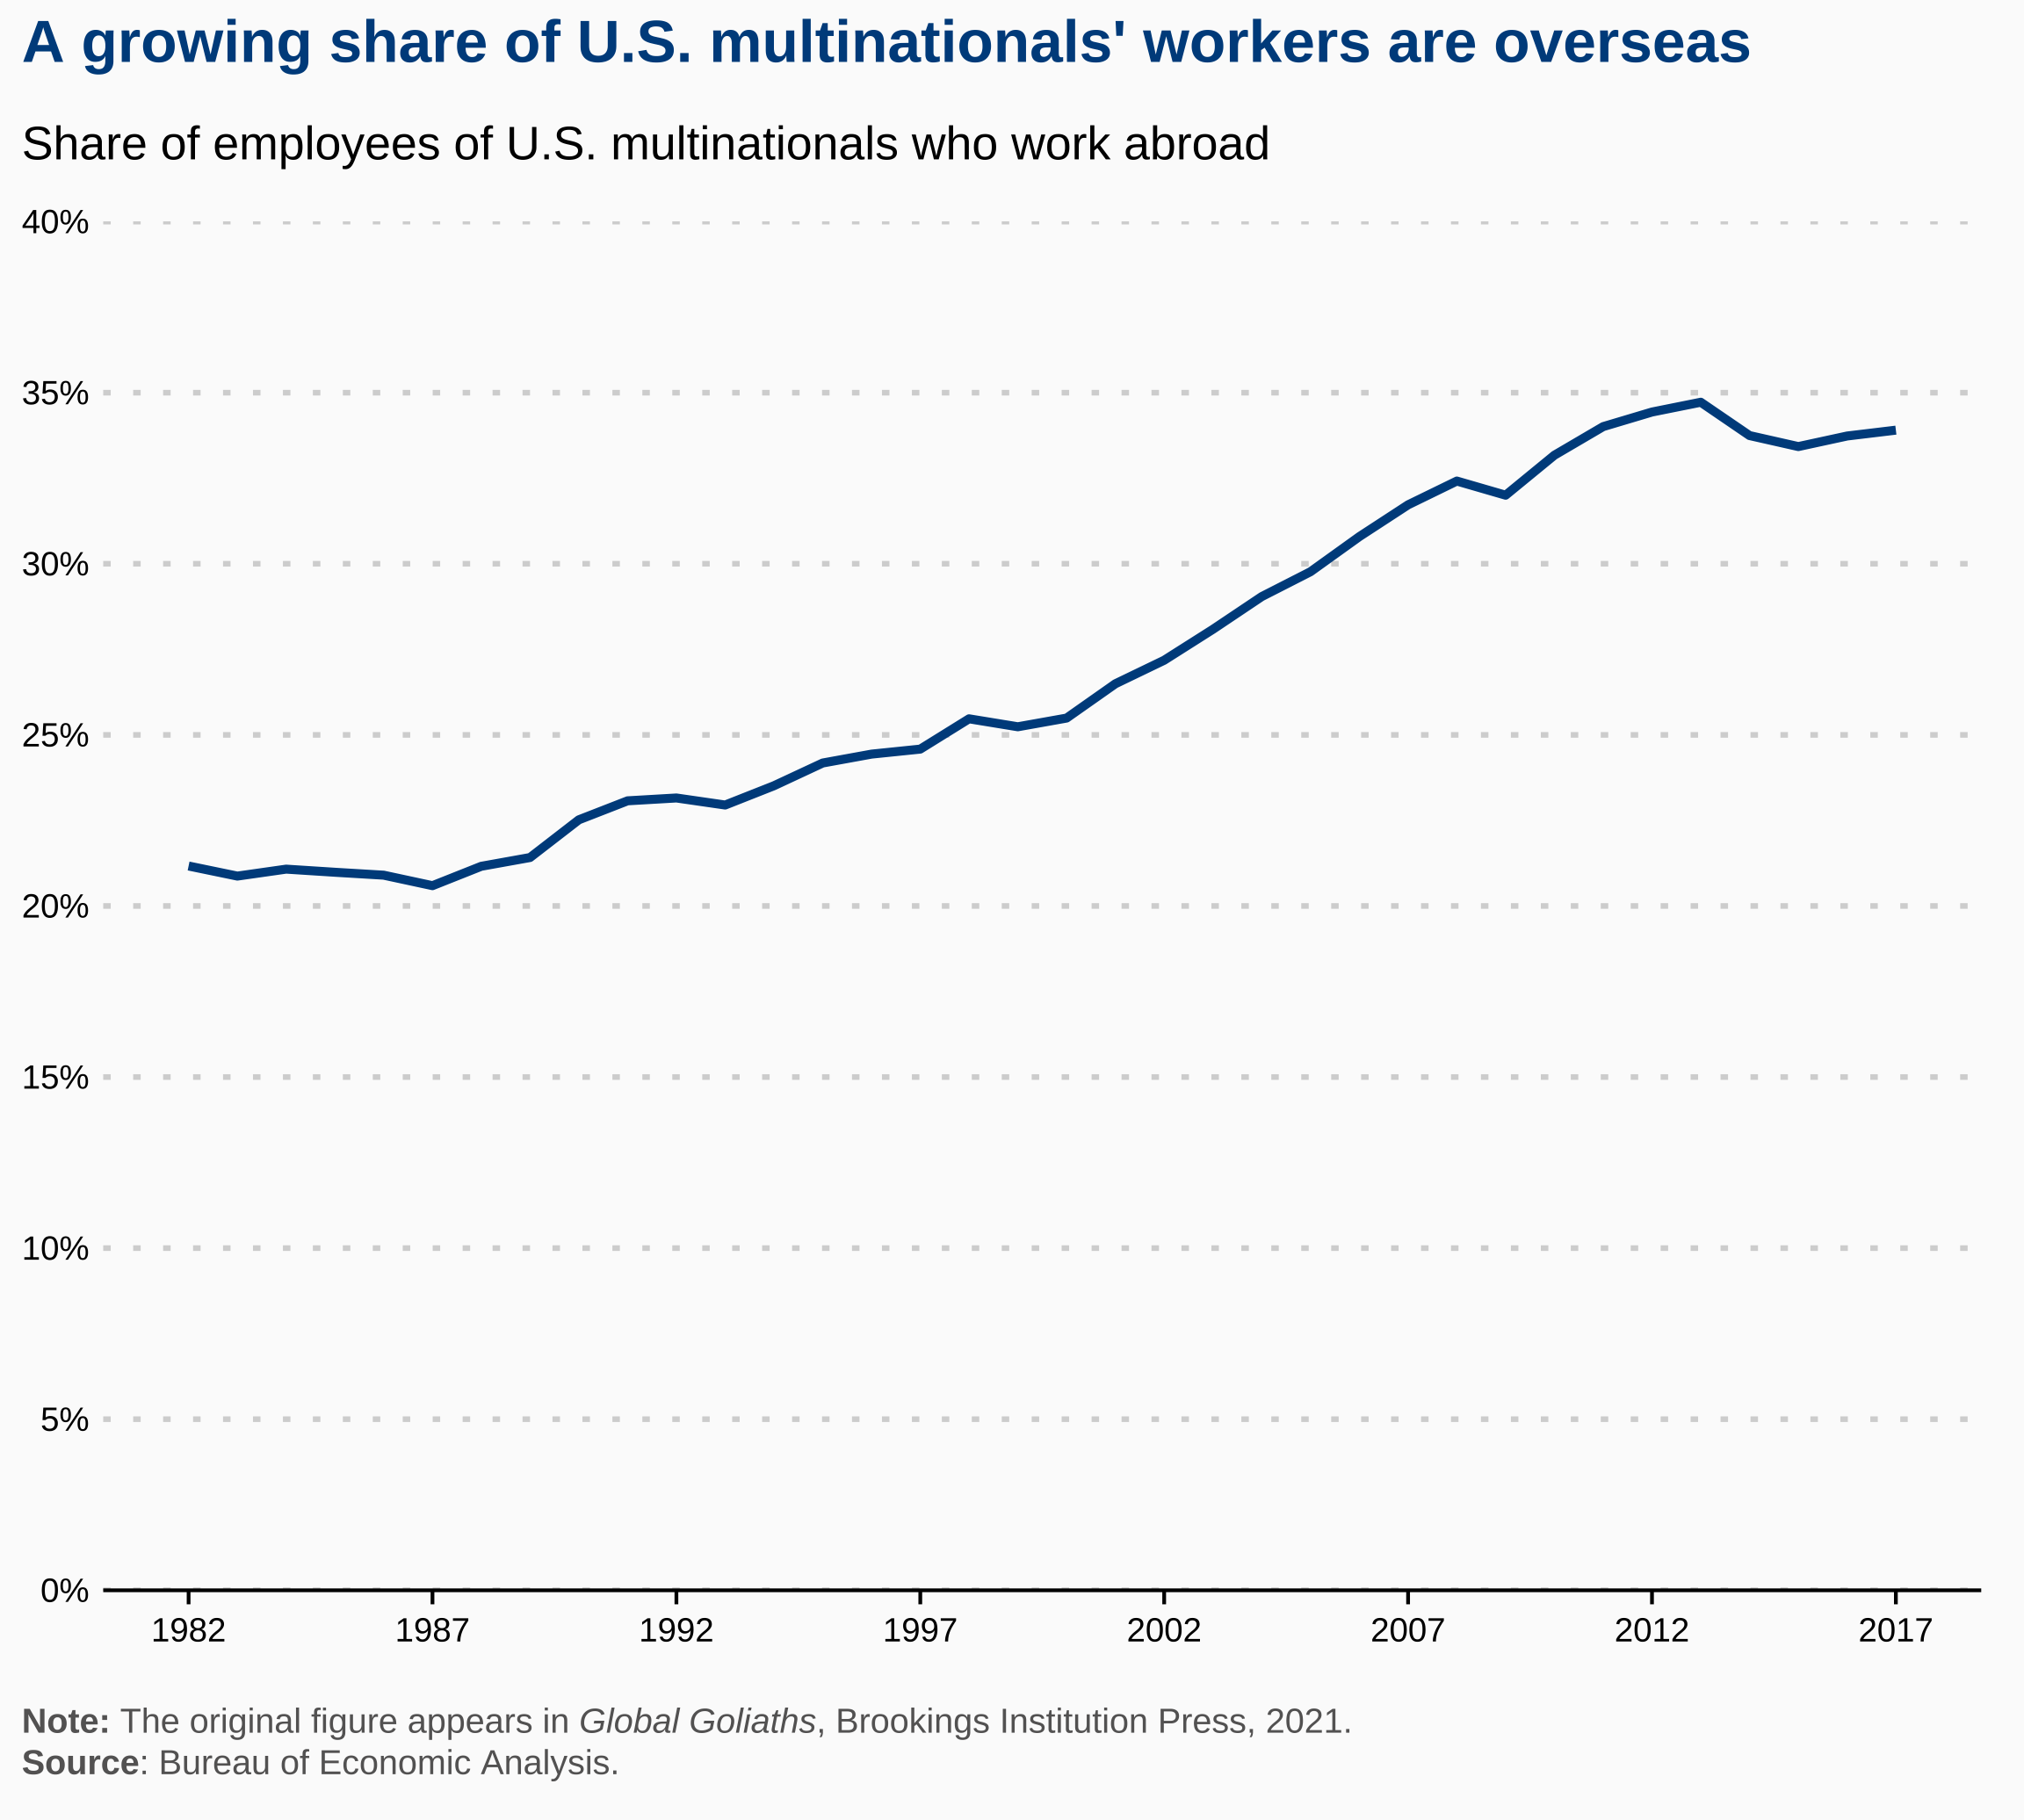 A growing share of U.S. multinationals' workers are overseas
Share of employees of U.S. multinationals who work abroad
40%
35%
30%
25%
20%
15%
10%
5%
0%
1982 1987 1992 1997 2002 2007 2012 2017
Note: The original figure appears in Global Goliaths, Brookings Institution Press, 2021.
Source: Bureau of Economic Analysis.